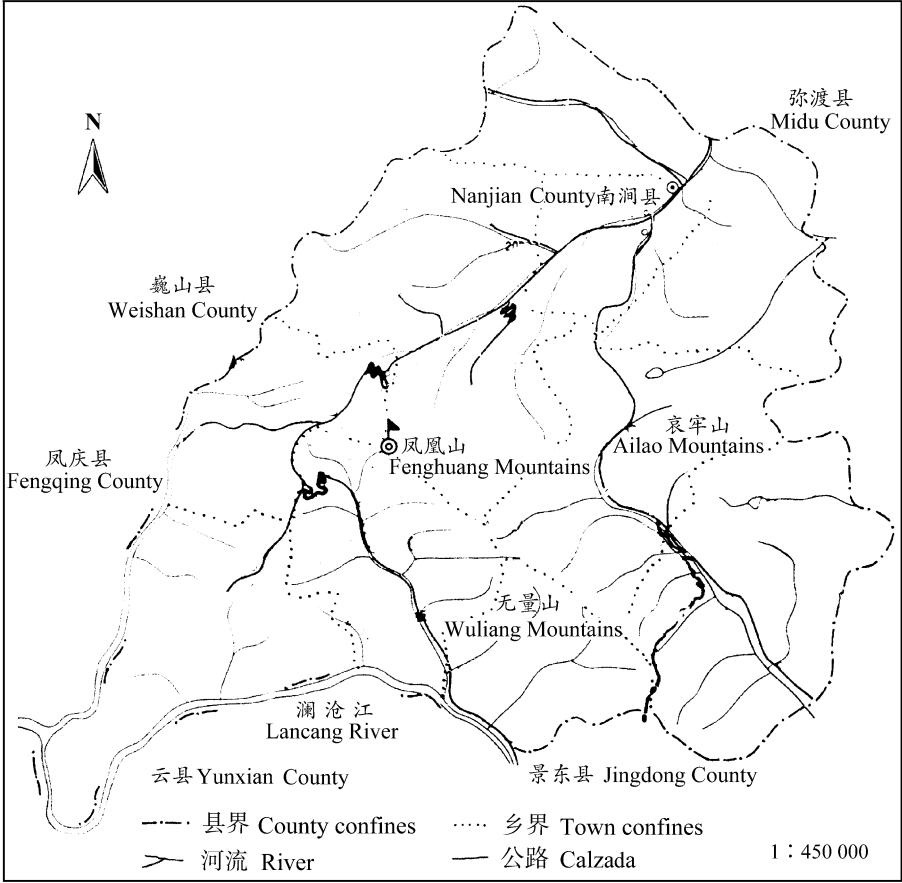 弥渡县
Midu County
N
Nanjian County南涧县
巍山县
Weishan County
哀牢山
Ailao Mountains
凤凰山
Fenghuang Mountains
凤庆县
Fengqing County
无量山
Wuliang Mountains
澜沧江
Lancang River
云县 Yunxian County
景东县 Jingdong County
县界 County confines
乡界 Town confines
河流 River
公路 Calzada
1：450 000